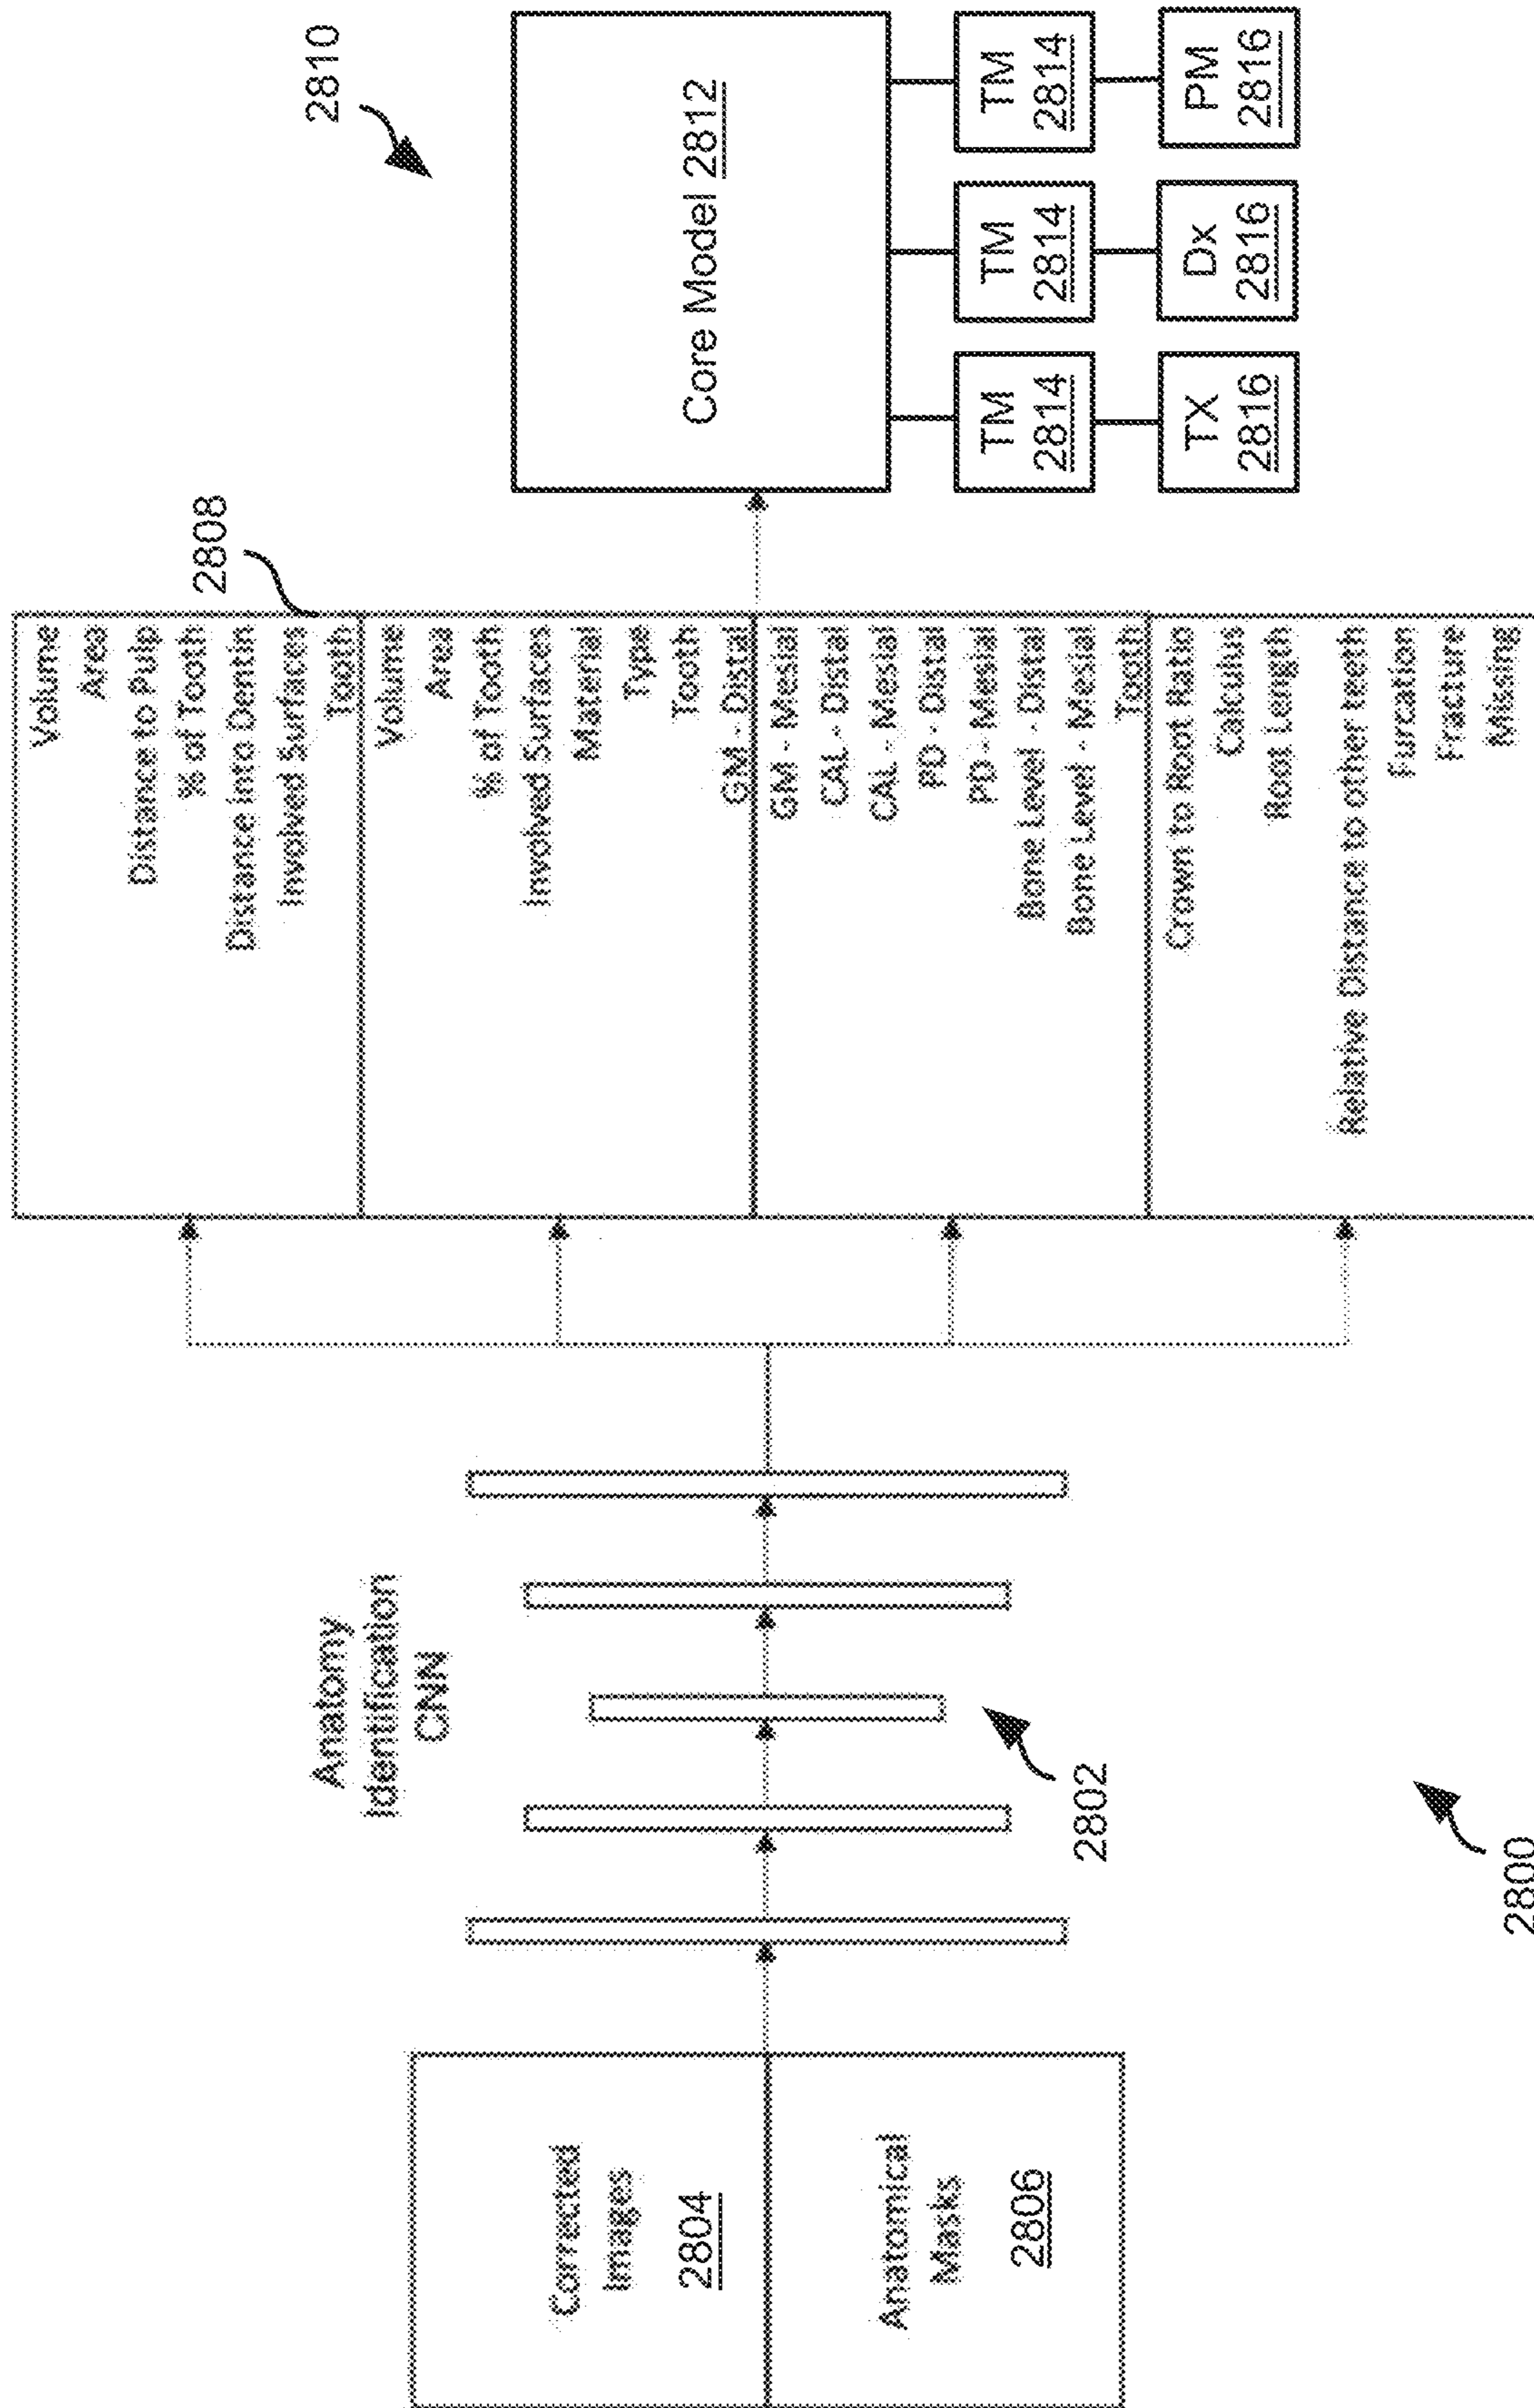 Corrected
Images
2804
Anatomical
Masks
2806
Anatomy
Identification
CNN
2802
2800
Volume
Area
Distance to Pulp
% of Tooth
Distance into Dentin
Involved Surfaces
Tooth
Volume
Area
% of Tooth
Involved Surfaces
Material
Type
Tooth
GM - Distal
GM - Mesial
CAL - Distal
CAL - Mesial
PD - Distal
PD - Mesial
Bone Level - Distal
Bone Level - Mesial
Tooth
Crown to Root Ratio
Calculus
Root Length
Relative Distance to other teeth
Furcation
Fracture
Missing
2808
2810
Core Model 2812
TM
2814
TM
2814
TM
2814
TX
2816
Dx
2816
PM
2816